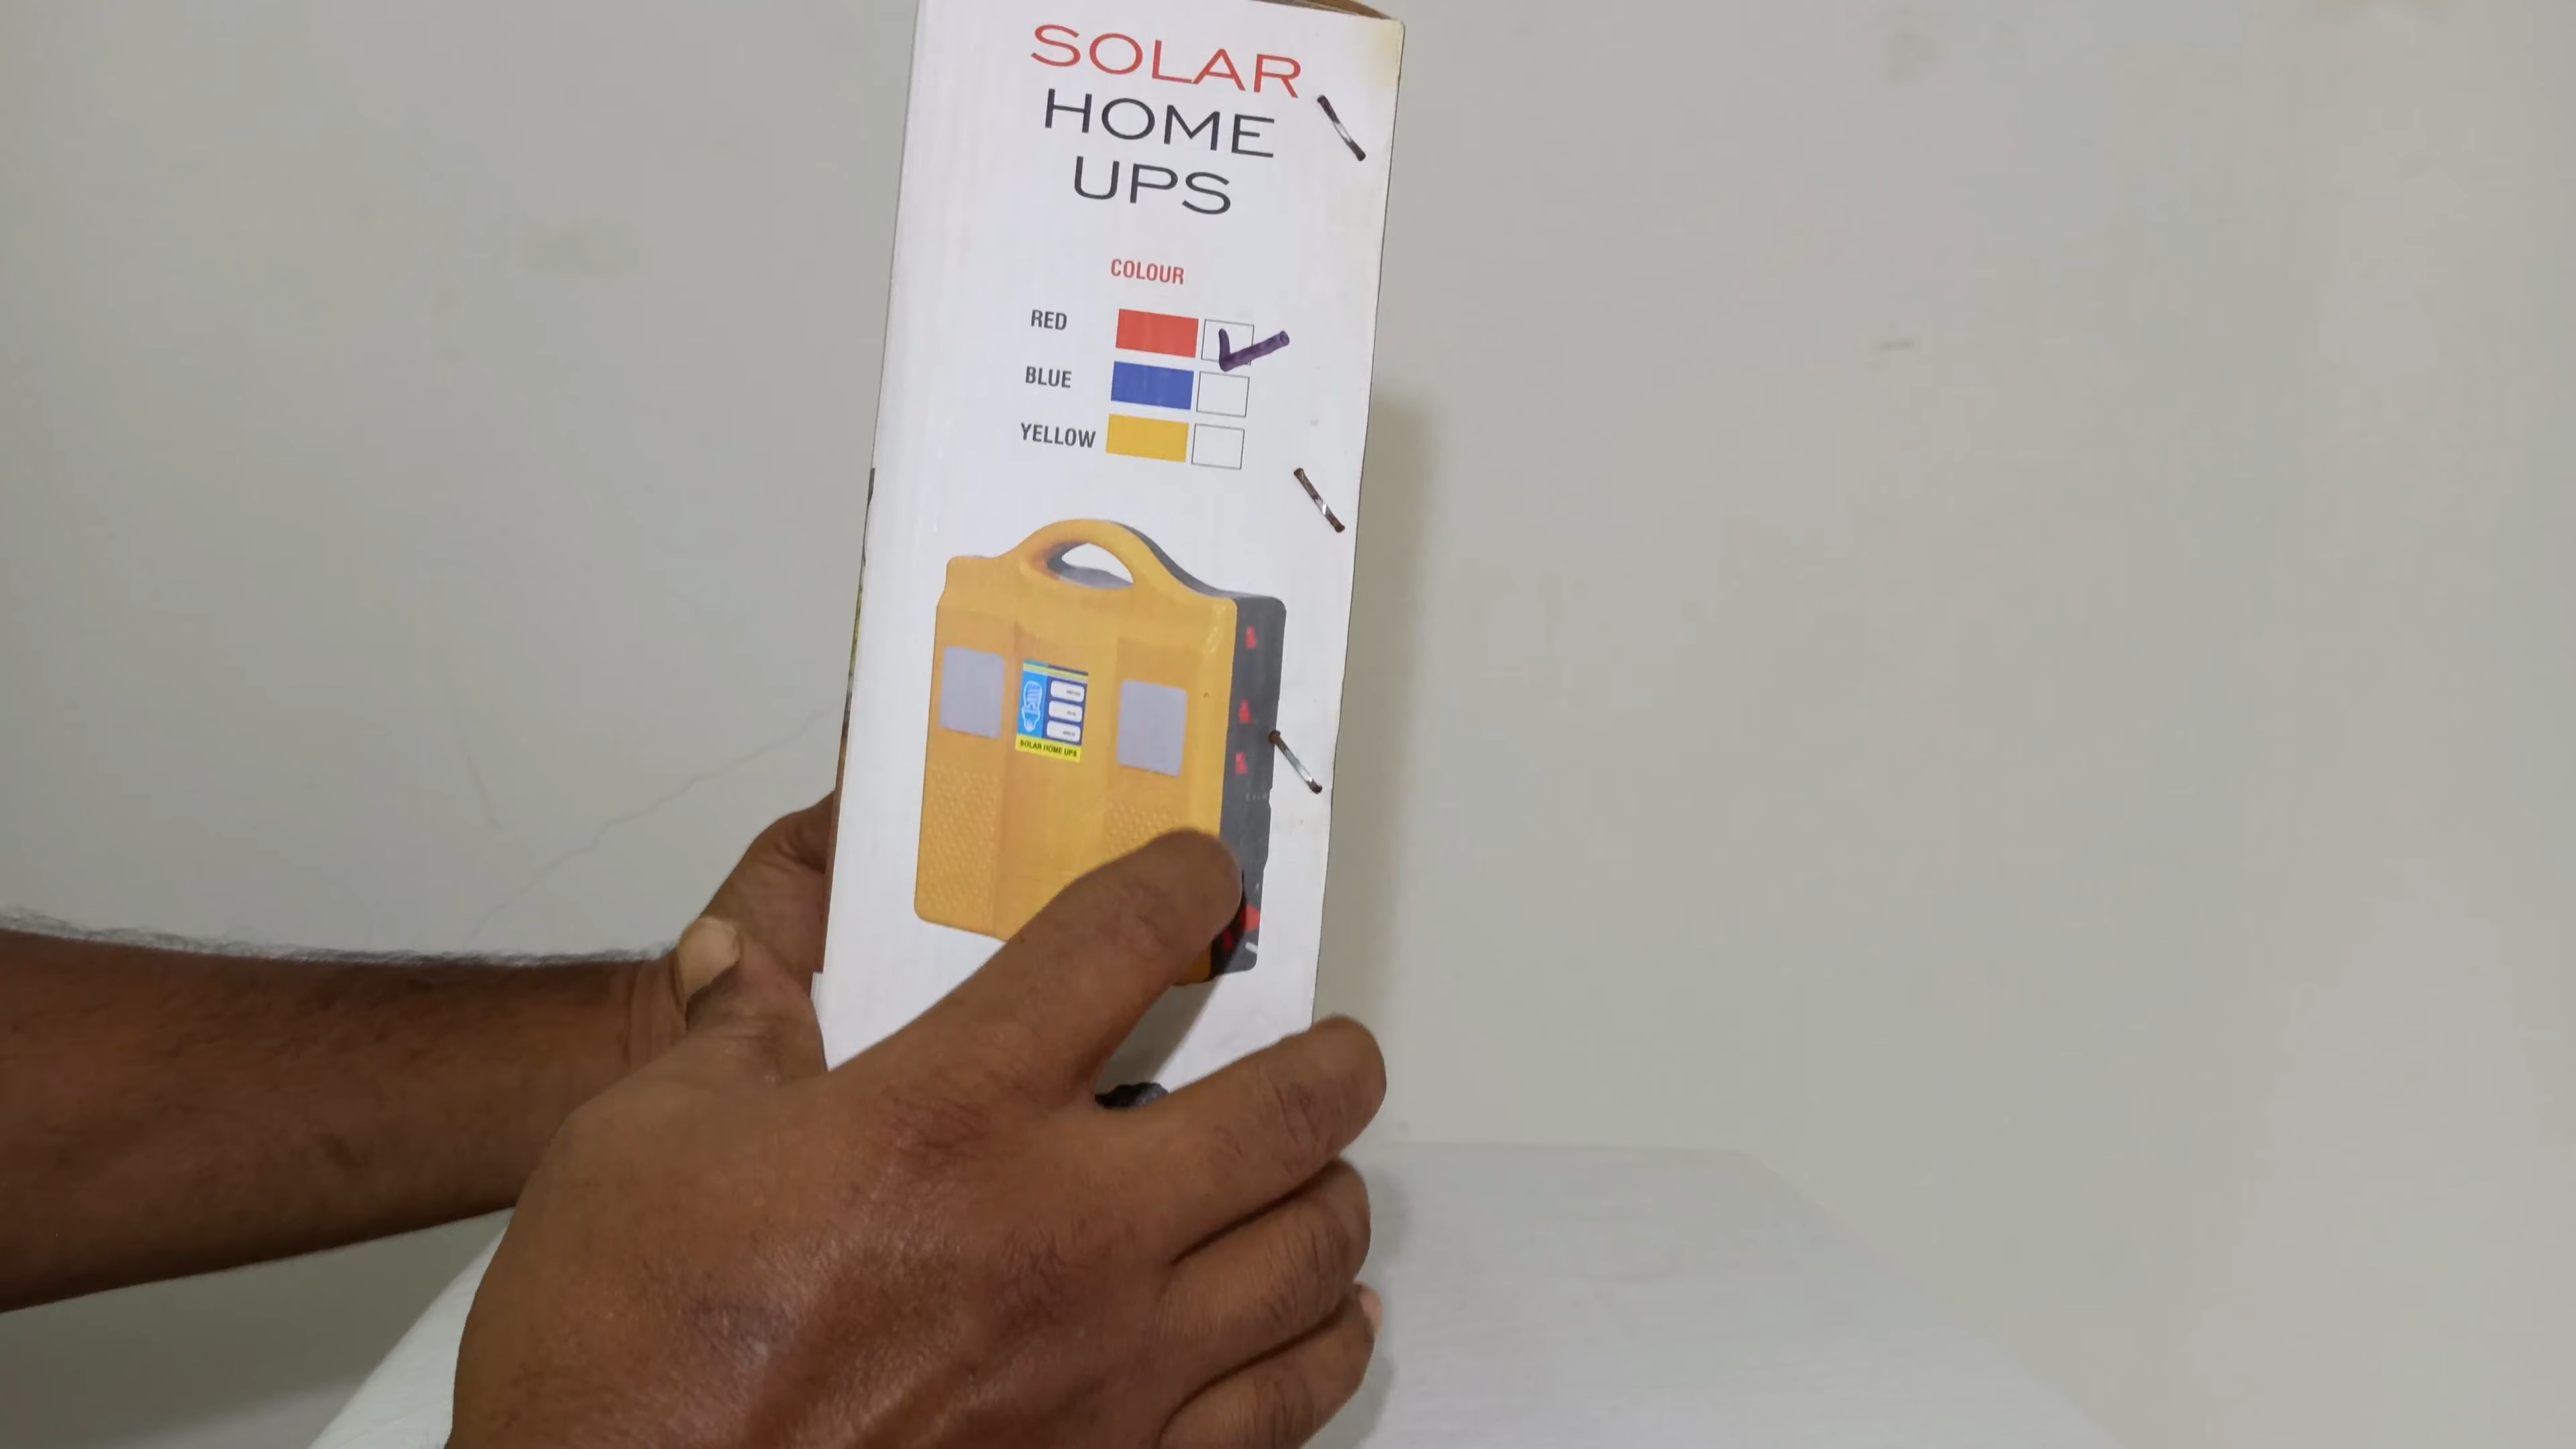 SOLAR
HOME
UPS
COLOUR
RED
BLUE
YELLOW
SOLAR HOME UPS